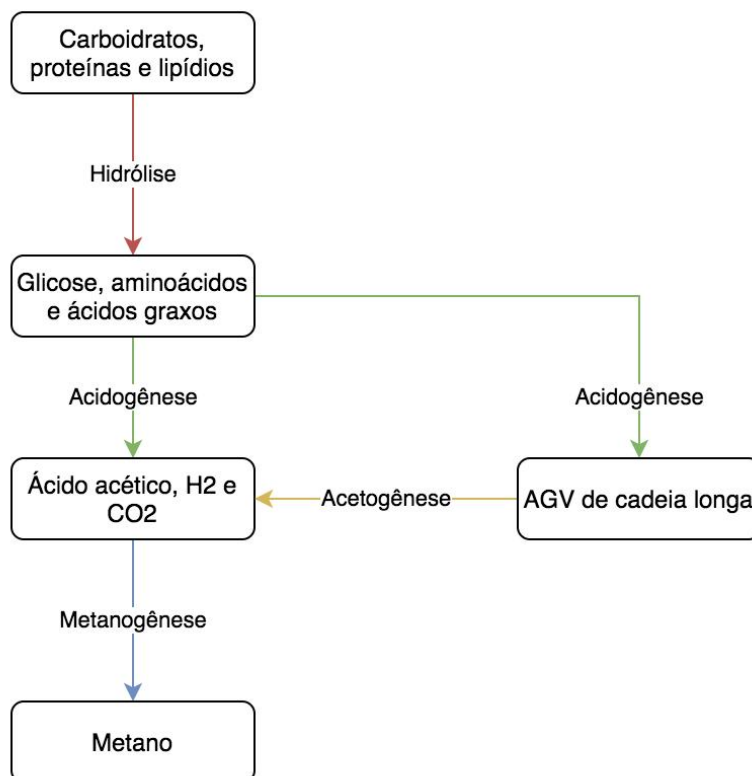 Carboidratos,
proteínas e lipídios
Hidrólise
Glicose, aminoácidos
e ácidos graxos
Acidogênese
Acidogênese
Ácido acético, H2 e
CO2
Acetogênese
AGV de cadeia longa
Metanogênese
Metano